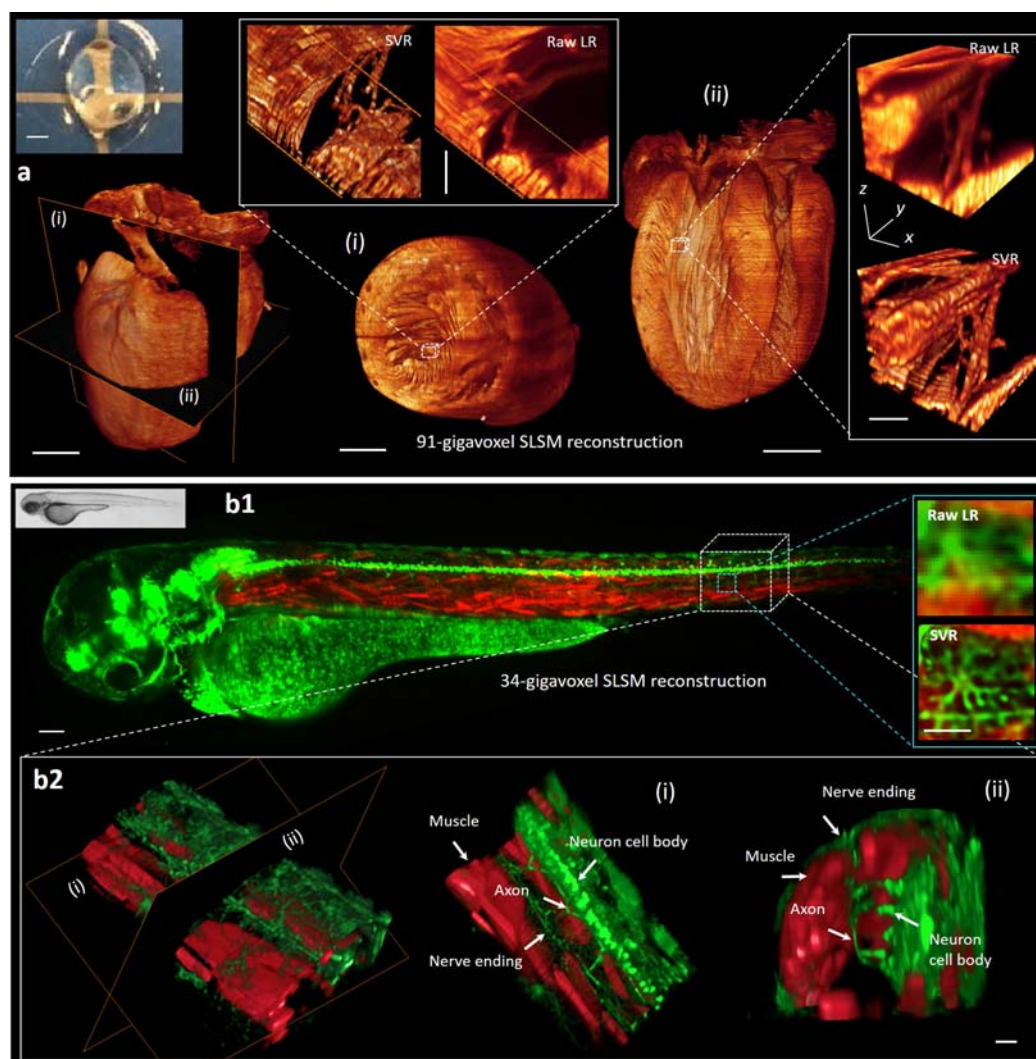 a
(i)
(ii)
SVR
Raw LR
(i)
(ii)
Raw LR
z
y
x
SVR
91-gigavoxel SLSM reconstruction
b1
34-gigavoxel SLSM reconstruction
Raw LR
SVR
b2
(i)
(ii)
(i)
Muscle
Neuron cell body
Axon
Nerve ending
(ii)
Nerve ending
Muscle
Axon
Neuron
cell body